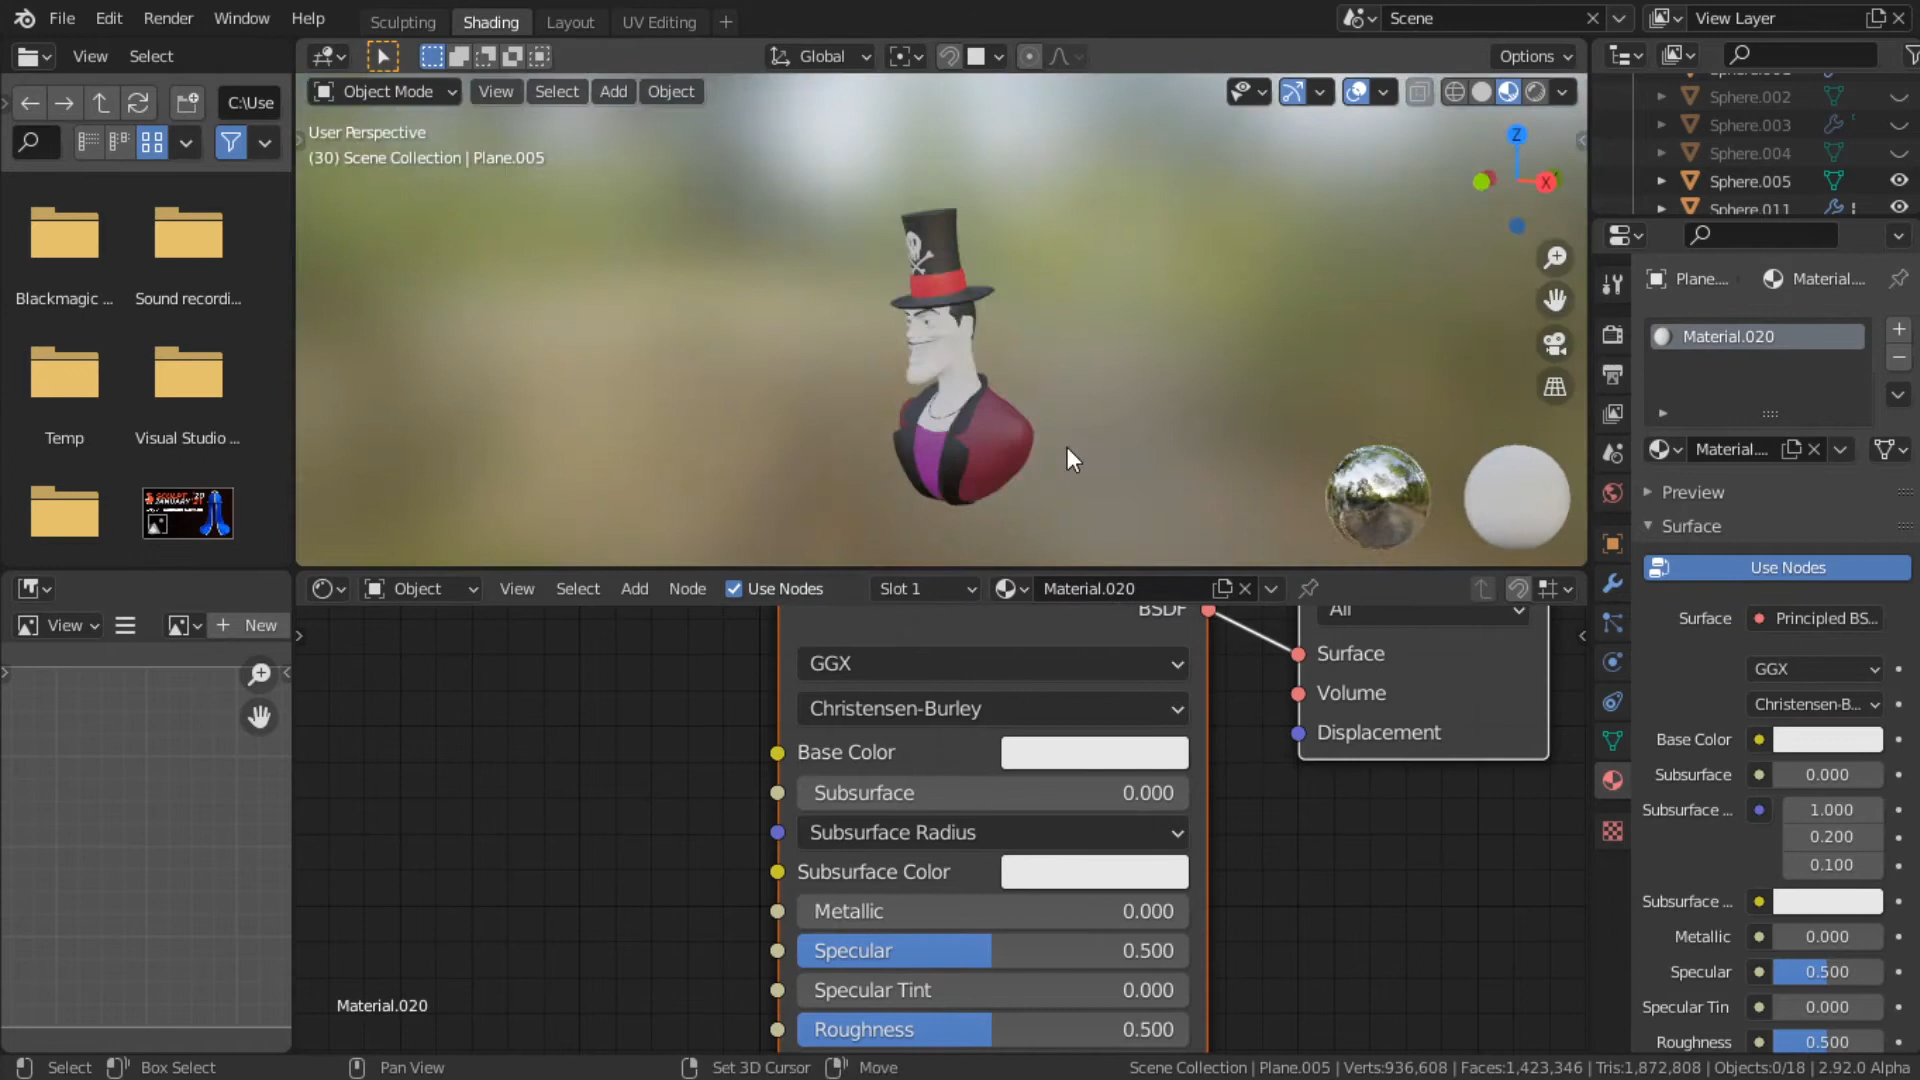 File Edit Render Window Help Sculpting Shading Layout UV Editing Scene View Layer
View Select Global Options
C:\Use Object Mode View Select Add Object
User Perspective
(30) Scene Collection | Plane.005
Z
X
Sphere.002
Sphere.003
Sphere.004
Sphere.005
Sphere.011
Blackmagic ... Sound recordi...
Temp Visual Studio ...
Plane.... Material....
Material.020
Material....
Preview
Surface
Use Nodes
Surface Principled BS...
GGX
Christensen-B...
Base Color
Subsurface 0.000
Subsurface ... 1.000
0.200
0.100
Subsurface ...
Metallic 0.000
Specular 0.500
Specular Tin 0.000
Roughness 0.500
Object View Select Add Node Use Nodes Slot 1 Material.020
View New
BSDF
GGX
Christensen-Burley
Base Color
Subsurface 0.000
Subsurface Radius
Subsurface Color
Metallic 0.000
Specular 0.500
Specular Tint 0.000
Roughness 0.500
All
Surface
Volume
Displacement
Material.020
Select Box Select Pan View Set 3D Cursor Move Scene Collection | Plane.005 | Verts:936,608 | Faces:1,423,346 | Tris:1,872,808 | Objects:0/18 | 2.92.0 Alpha